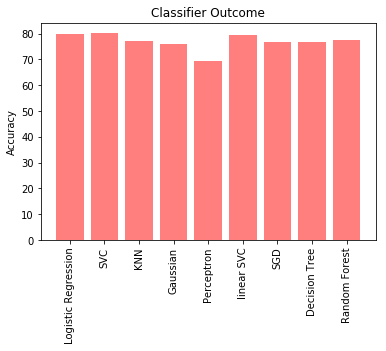 Classifier Outcome
Accuracy
80
70
60
50
40
30
20
10
0
Logistic Regression
SVC
KNN
Gaussian
Perceptron
linear SVC
SGD
Decision Tree
Random Forest